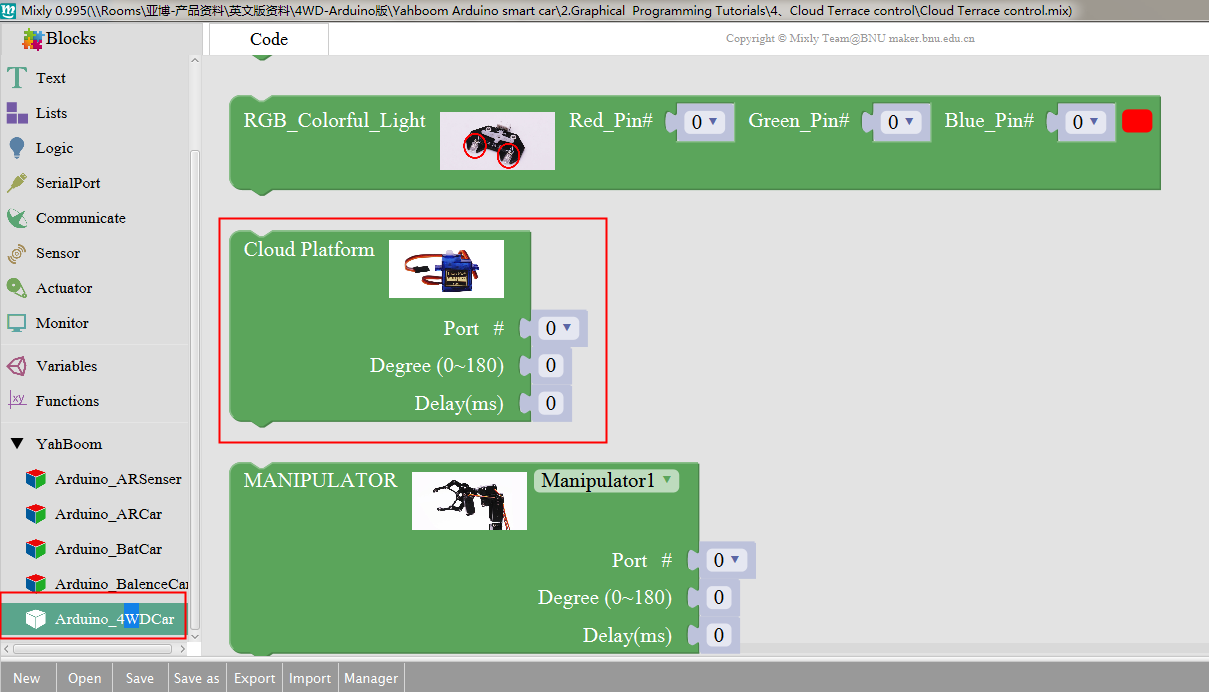 Mixly 0.995(\\Rooms\亚博-产品资料\英文版资料\4WD-Arduino版\Yahboom Arduino smart car\2.Graphical  Programming Tutorials\4、Cloud Terrace control\Cloud Terrace control.mix)
Blocks
Code
Copyright © Mixly Team@BNU maker.bnu.edu.cn
Text
Lists
Logic
SerialPort
Communicate
Sensor
Actuator
Monitor
Variables
xy Functions
YahBoom
Arduino_ARSenser
Arduino_ARCar
Arduino_BatCar
Arduino_BalenceCar
Arduino_4WDCar
RGB_Colorful_Light Red_Pin# 0 Green_Pin# 0 Blue_Pin# 0
Cloud Platform
Port # 0
Degree (0~180) 0
Delay(ms) 0
MANIPULATOR Manipulator1
Port # 0
Degree (0~180) 0
Delay(ms) 0
New Open Save Save as Export Import Manager